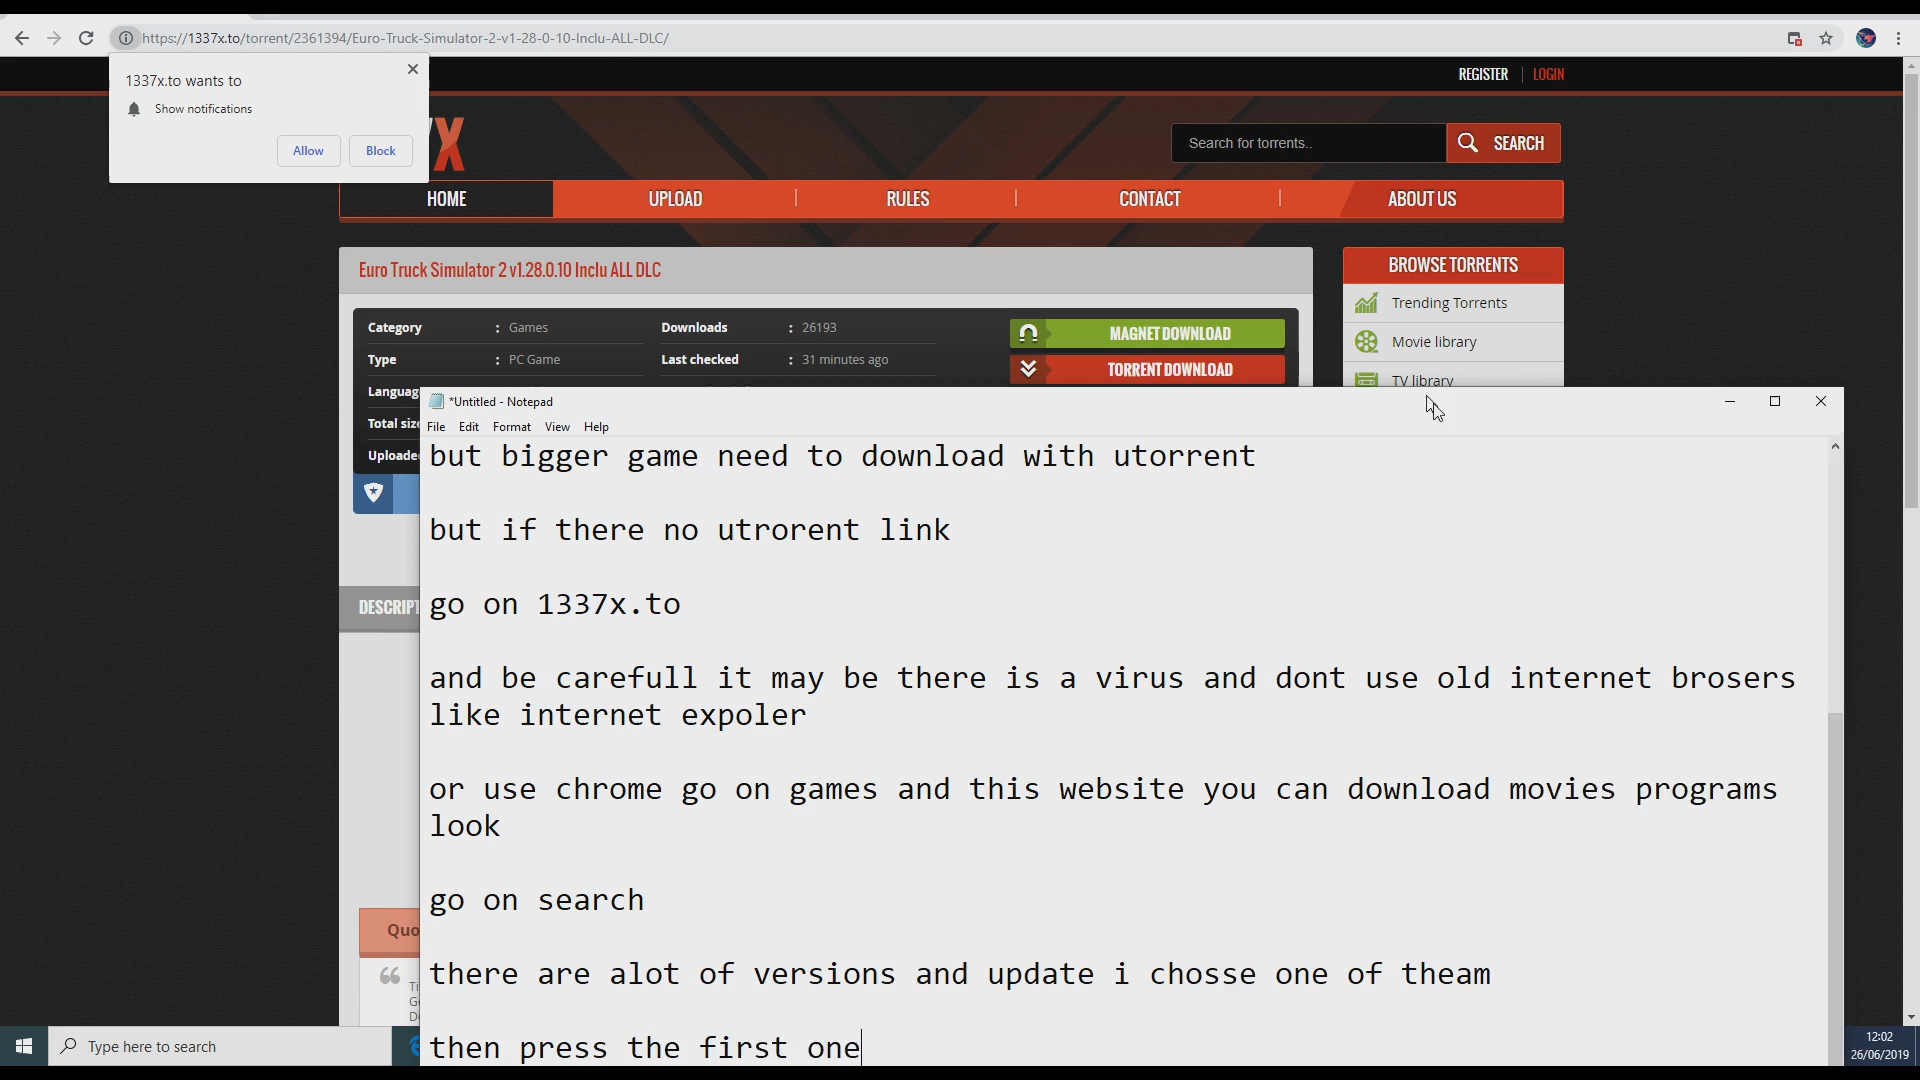 https://1337x.to/torrent/2361394/Euro-Truck-Simulator-2-v1-28-0-10-Inclu-ALL-DLC/
1337x.to wants to
Show notifications
Allow
Block
REGISTER
LOGIN
X
Search for torrents..
SEARCH
HOME
UPLOAD
RULES
CONTACT
ABOUT US
Euro Truck Simulator 2 v1.28.0.10 Inclu ALL DLC
Category : Games
Downloads : 26193
MAGNET DOWNLOAD
Type : PC Game
Last checked : 31 minutes ago
TORRENT DOWNLOAD
Languag
Total size
Uploade
BROWSE TORRENTS
Trending Torrents
Movie library
TV library
DESCRIPT
Quo
*Untitled - Notepad
File Edit Format View Help
but bigger game need to download with utorrent
but if there no utrorent link
go on 1337x.to
and be carefull it may be there is a virus and dont use old internet brosers
like internet expoler
or use chrome go on games and this website you can download movies programs
look
go on search
there are alot of versions and update i chosse one of theam
then press the first one
Type here to search
12:02
26/06/2019